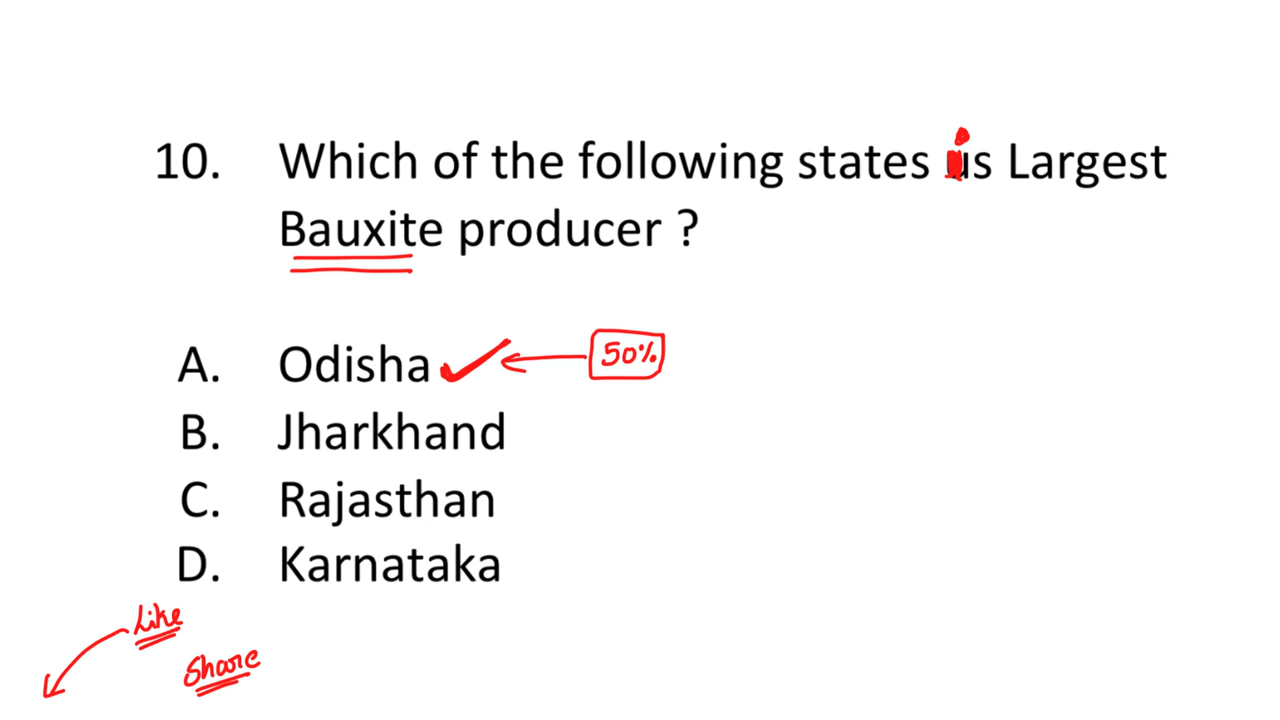 10. Which of the following states is Largest
Bauxite producer ?
A. Odisha 50%
B. Jharkhand
C. Rajasthan
D. Karnataka
Like
Share